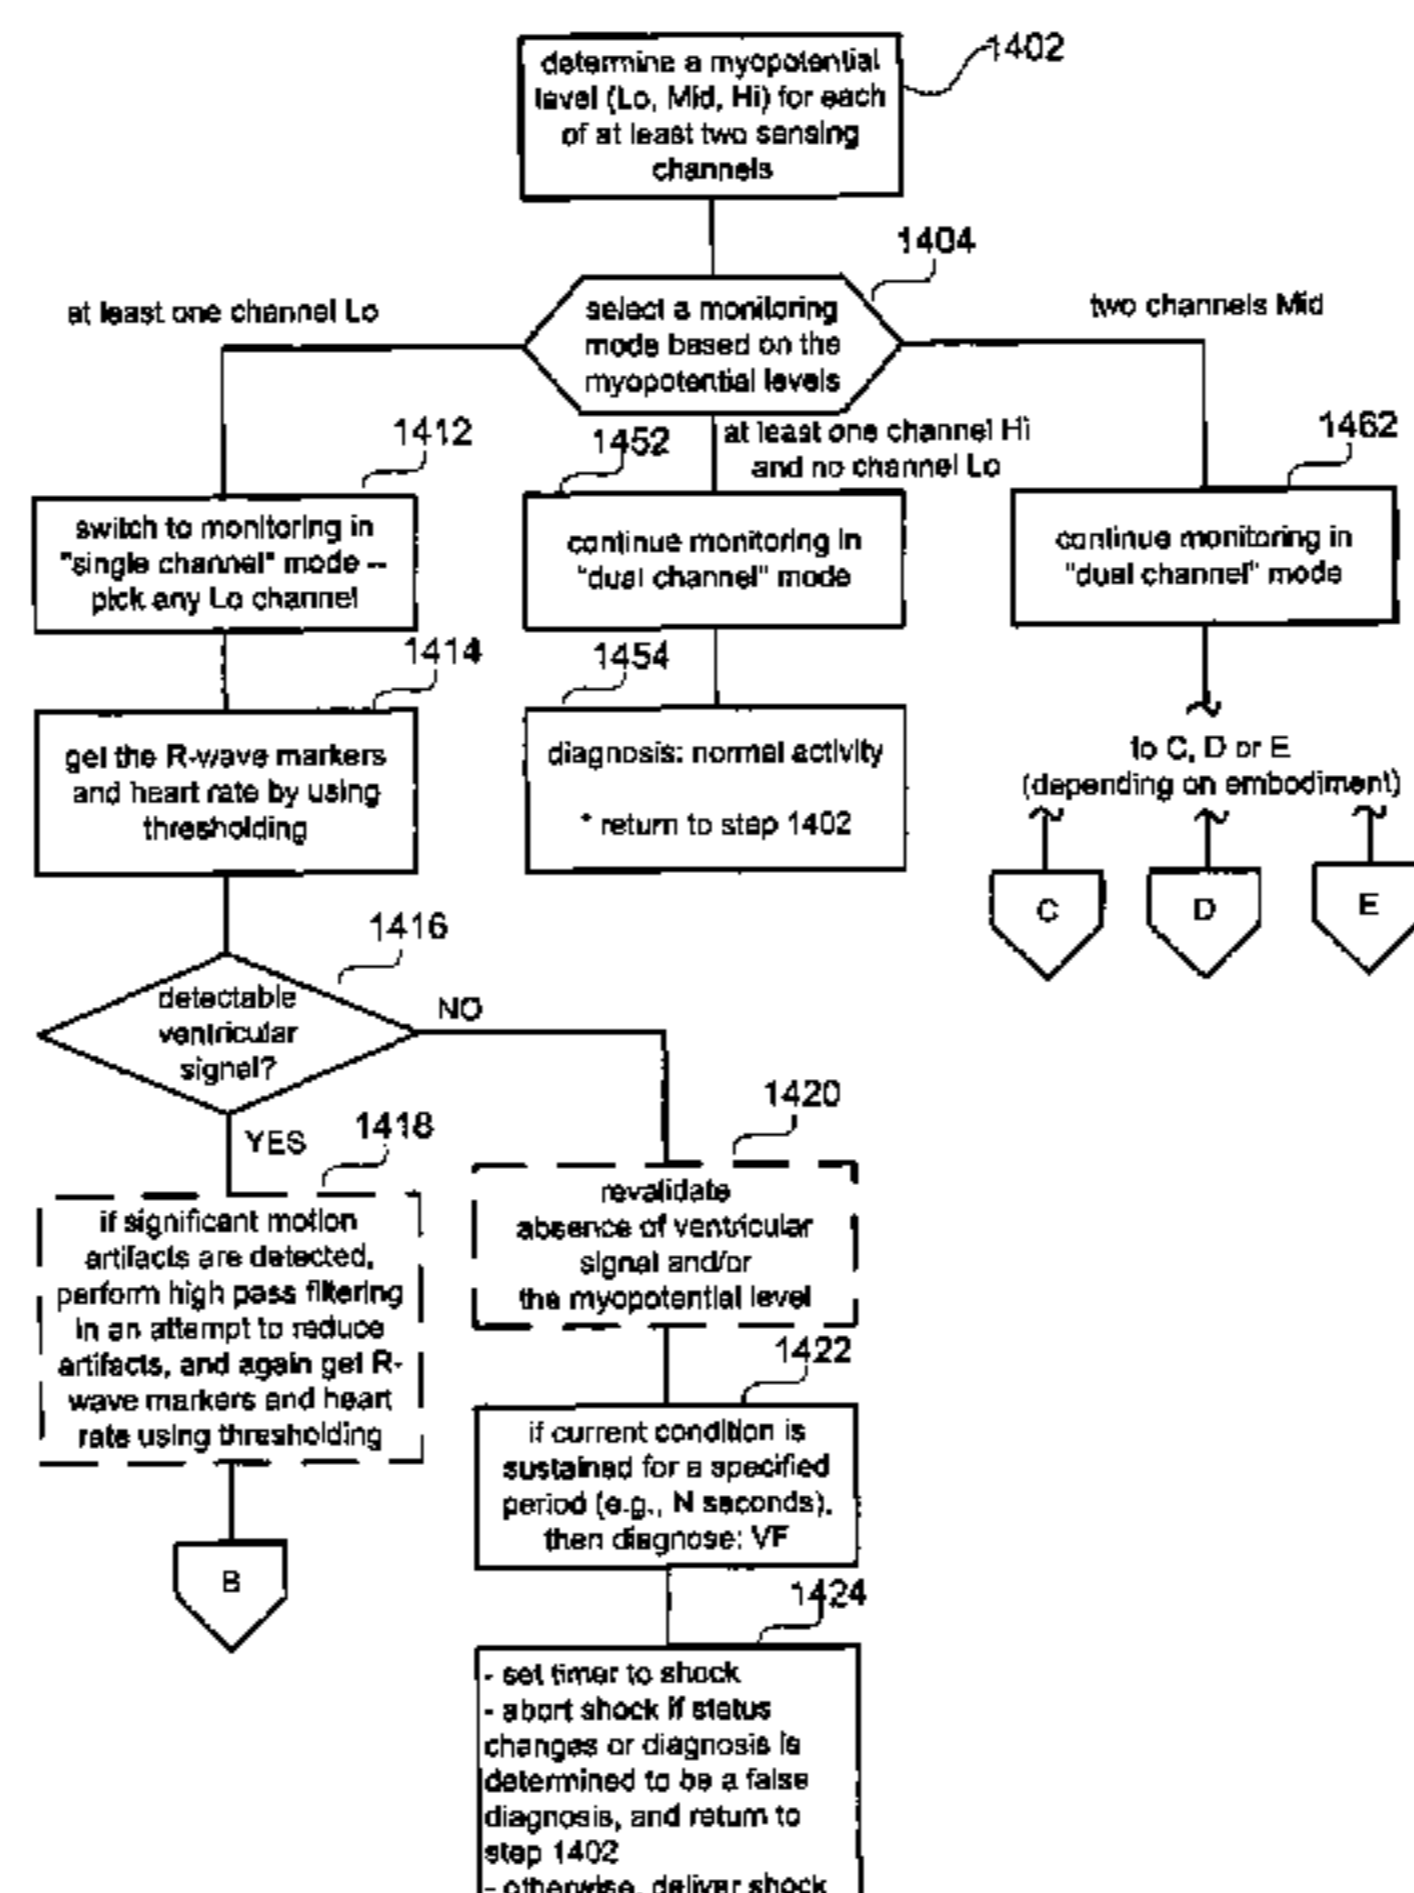 determine a myopotential
level (Lo, Mid, Hi) for each
of at least two sensing
channels
1402
1404
select a monitoring
mode based on the
myopotential levels
at least one channel Lo
two channels Mid
at least one channel Hi
and no channel Lo
1412
switch to monitoring in
"single channel" mode --
pick any Lo channel
1452
continue monitoring in
"dual channel" mode
1462
continue monitoring in
"dual channel" mode
1414
get the R-wave markers
and heart rate by using
thresholding
1454
diagnosis: normal activity
* return to step 1402
to C, D or E
(depending on embodiment)
C
D
E
1416
detectable
ventricular
signal?
NO
YES
1418
if significant motion
artifacts are detected,
perform high pass filtering
in an attempt to reduce
artifacts, and again get R-
wave markers and heart
rate using thresholding
B
1420
revalidate
absence of ventricular
signal and/or
the myopotential level
1422
if current condition is
sustained for a specified
period (e.g., N seconds),
then diagnose: VF
1424
- set timer to shock
- abort shock if status
changes or diagnosis is
determined to be a false
diagnosis, and return to
step 1402
- otherwise, deliver shock